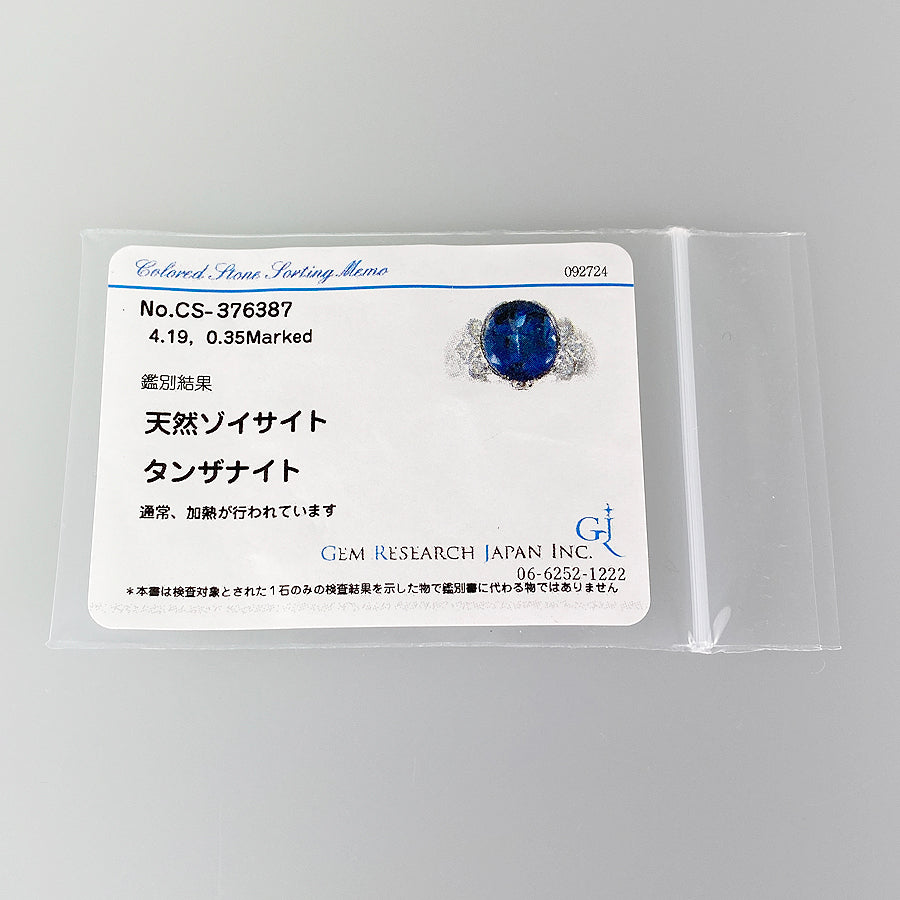 Colored Stone Sorting Memo
092724
No.CS-376387
4.19, 0.35Marked
鑑別結果
天然ゾイサイト
タンザナイト
通常、加熱が行われています
GJR
GEM RESEARCH JAPAN INC.
06-6252-1222
*本書は検査対象とされた1石のみの検査結果を示した物で鑑別書に代わる物ではありません